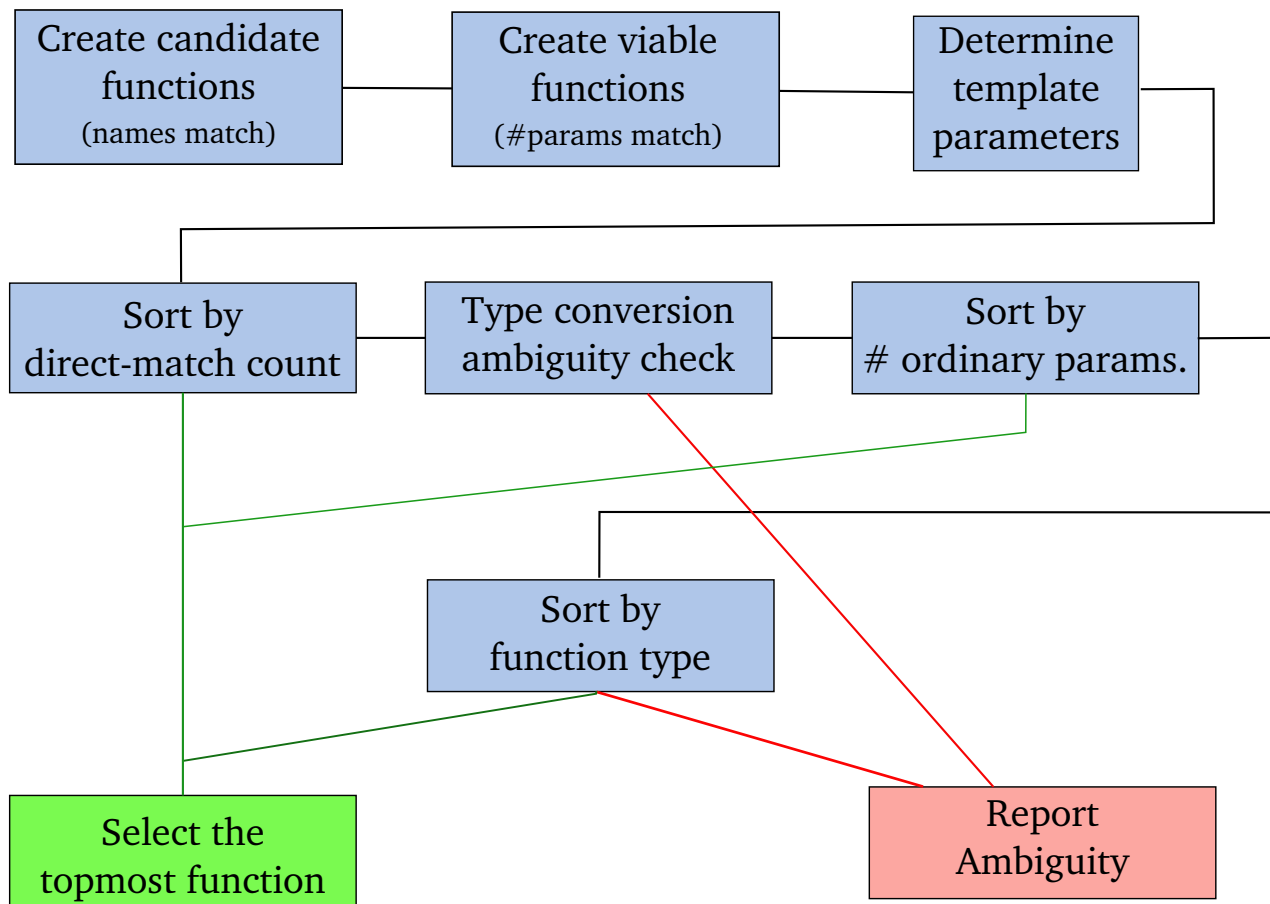 Create candidate
functions
(names match)
Create viable
functions
(#params match)
Determine
template
parameters
Sort by
direct-match count
Type conversion
ambiguity check
Sort by
# ordinary params.
Sort by
function type
Select the
topmost function
Report
Ambiguity